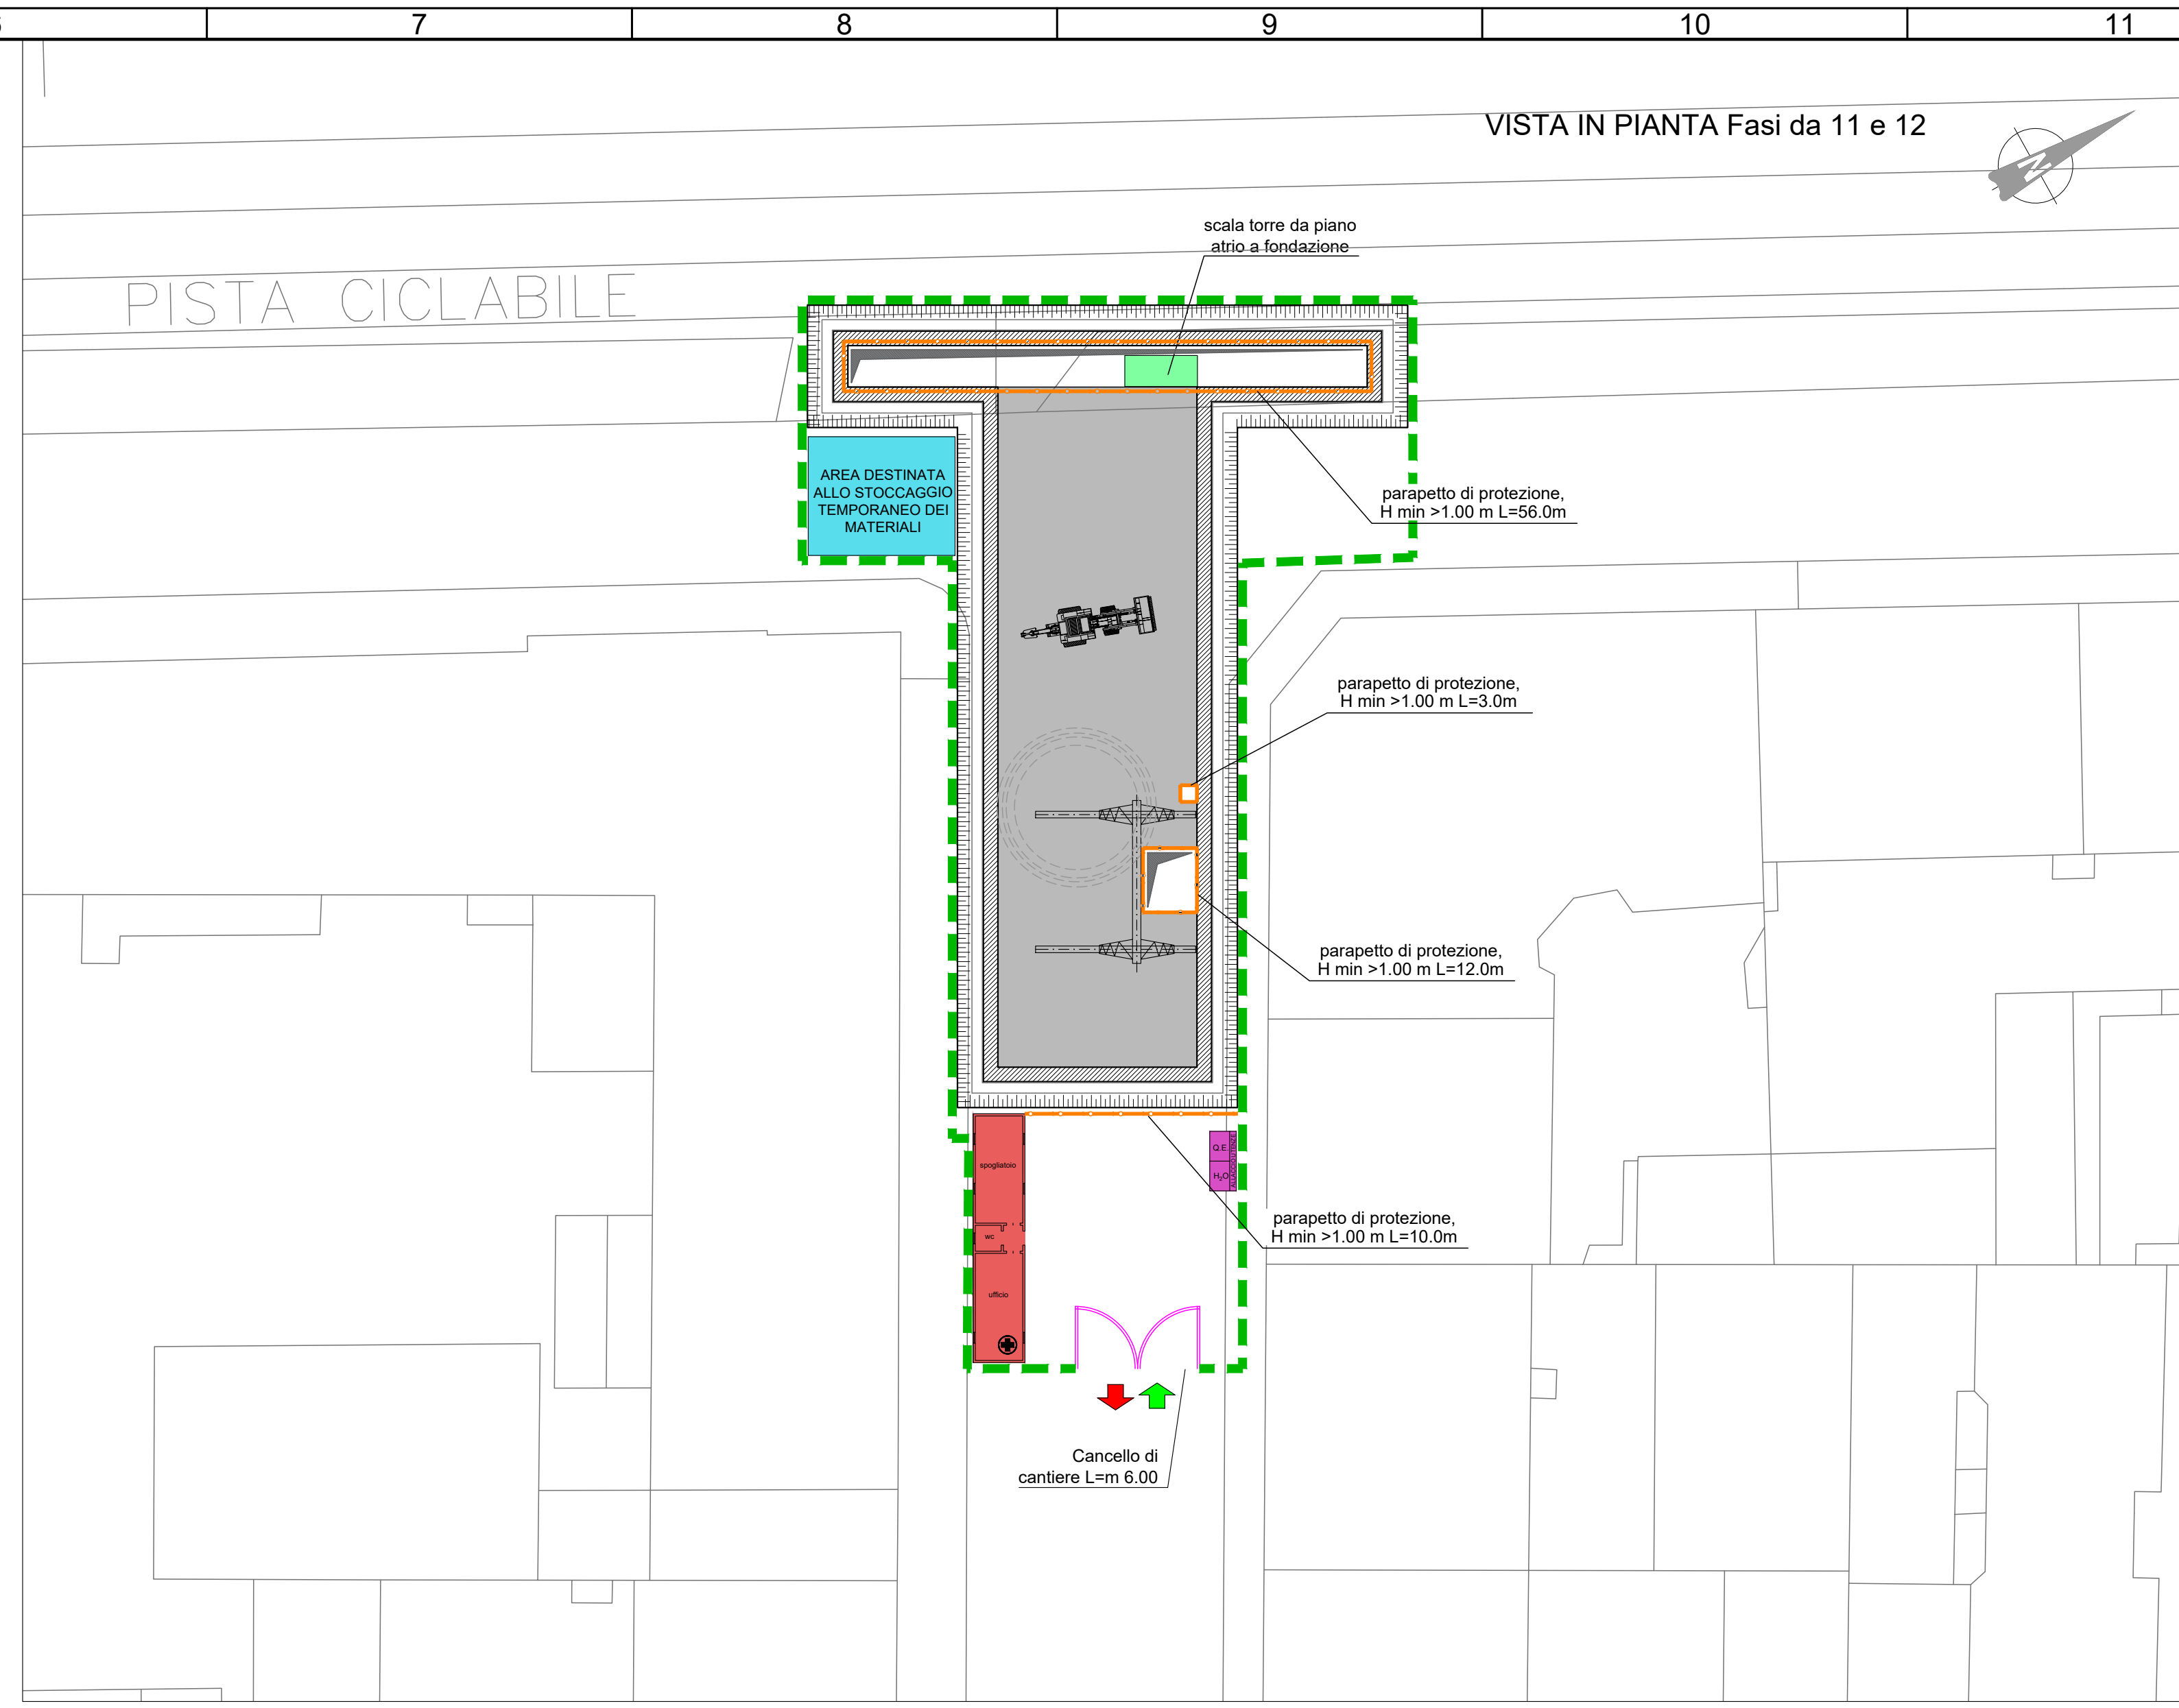 7
8
9
10
11
VISTA IN PIANTA Fasi da 11 e 12
N
scala torre da piano
atrio a fondazione
PISTA CICLABILE
AREA DESTINATA
ALLO STOCCAGGIO
TEMPORANEO DEI
MATERIALI
parapetto di protezione,
H min >1.00 m L=56.0m
parapetto di protezione,
H min >1.00 m L=3.0m
parapetto di protezione,
H min >1.00 m L=12.0m
spogliatoio
Q.E.
H₂O
wc
parapetto di protezione,
H min >1.00 m L=10.0m
ufficio
Cancello di
cantiere L=m 6.00